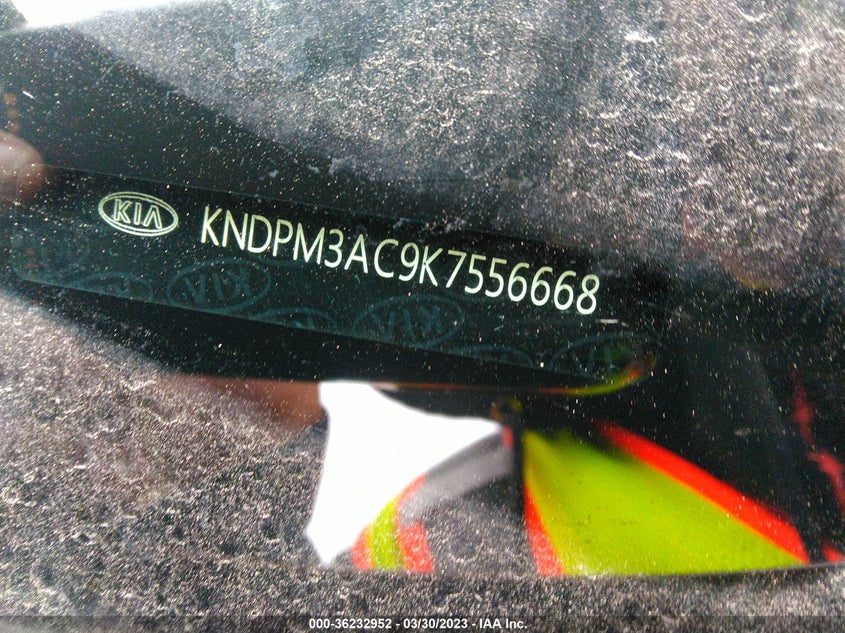 KIA KNDPM3AC9K7556668
000-36232952 - 03/30/2023 - IAA Inc.